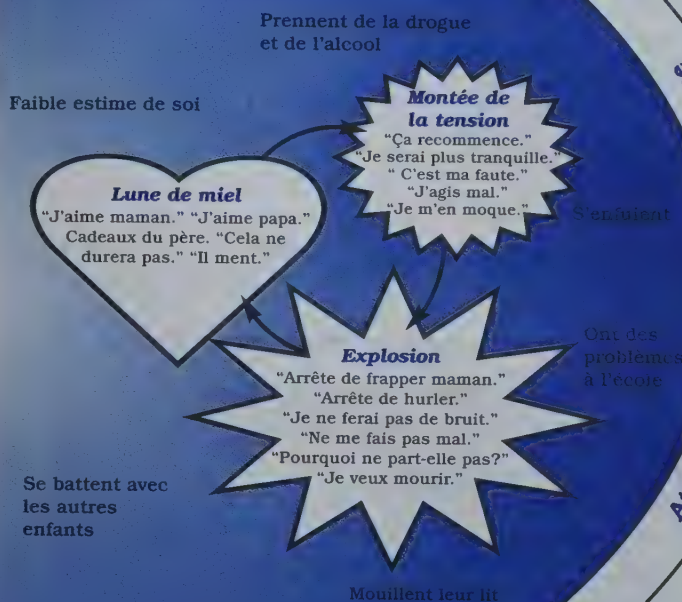 Prennent de la drogue
et de l'alcool
Faible estime de soi
Montée de
la tension
"Ça recommence."
"Je serai plus tranquille."
" C'est ma faute."
"J'agis mal."
"Je m'en moque."
S'enfuient
Lune de miel
"J'aime maman." "J'aime papa."
Cadeaux du père. "Cela ne
durera pas." "Il ment."
Ont des
problèmes
à l'école
Explosion
"Arrête de frapper maman."
"Arrête de hurler."
"Je ne ferai pas de bruit."
"Ne me fais pas mal."
"Pourquoi ne part-elle pas?"
"Je veux mourir."
Se battent avec
les autres
enfants
Mouillent leur lit